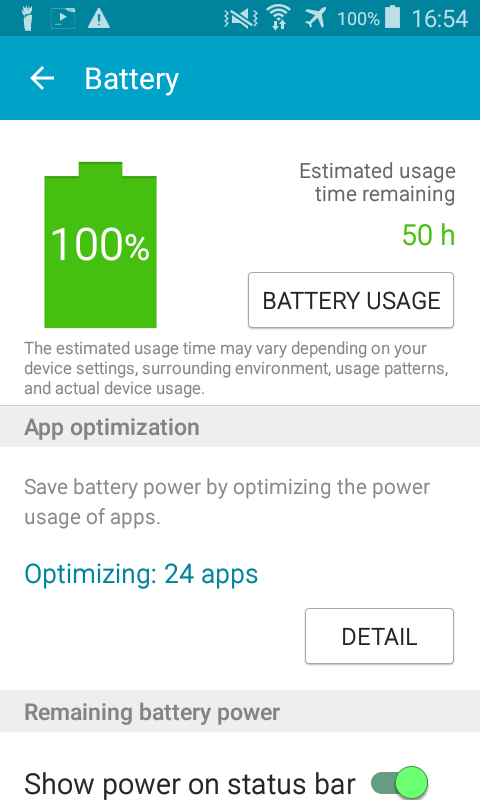 100% 16:54
Battery
100%
Estimated usage
time remaining
50 h
BATTERY USAGE
The estimated usage time may vary depending on your
device settings, surrounding environment, usage patterns,
and actual device usage.
App optimization
Save battery power by optimizing the power
usage of apps.
Optimizing: 24 apps
DETAIL
Remaining battery power
Show power on status bar